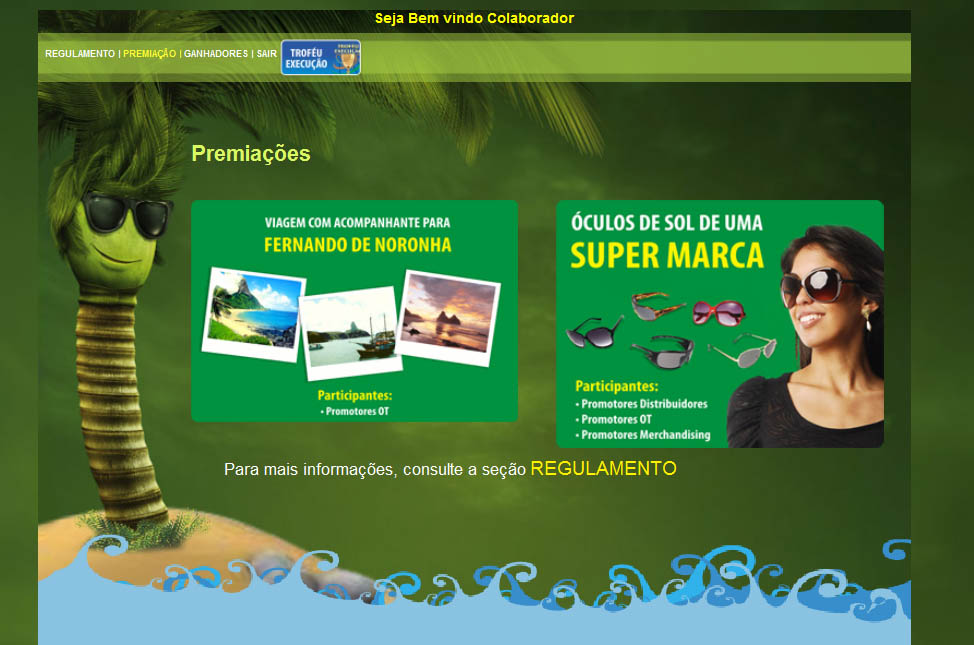 Seja Bem vindo Colaborador
REGULAMENTO | PREMIAÇÃO | GANHADORES | SAIR
TROFÉU
EXECUÇÃO
TROFÉU
EXECUÇÃO
Premiações
VIAGEM COM ACOMPANHANTE PARA
FERNANDO DE NORONHA
Participantes:
• Promotores OT
ÓCULOS DE SOL DE UMA
SUPER MARCA
Participantes:
• Promotores Distribuidores
• Promotores OT
• Promotores Merchandising
Para mais informações, consulte a seção REGULAMENTO